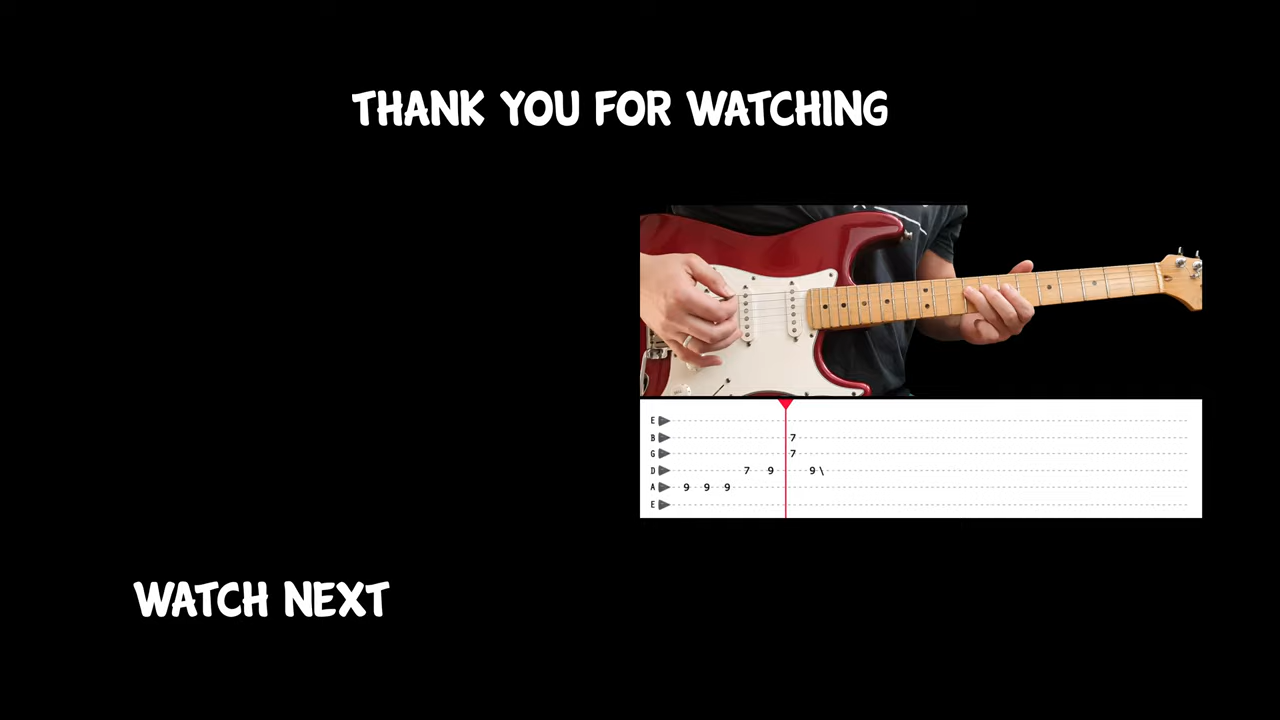 THANK YOU FOR WATCHING
E
B 7
G 7
D 7 9 9 \
A 9 9 9
E
WATCH NEXT